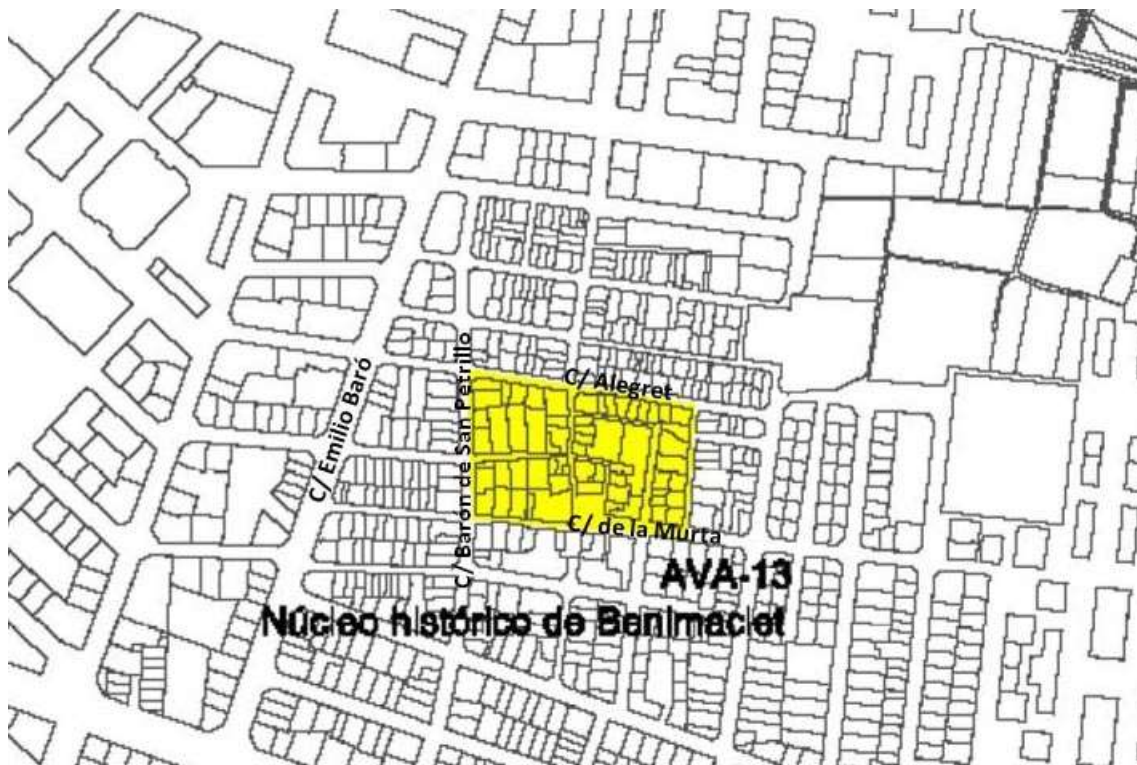 C/ Alegret
C/ Emilio Baró
C/ Barón de San Petrillo
C/ de la Murta
AVA-13
Núcleo histórico de Benimaclet